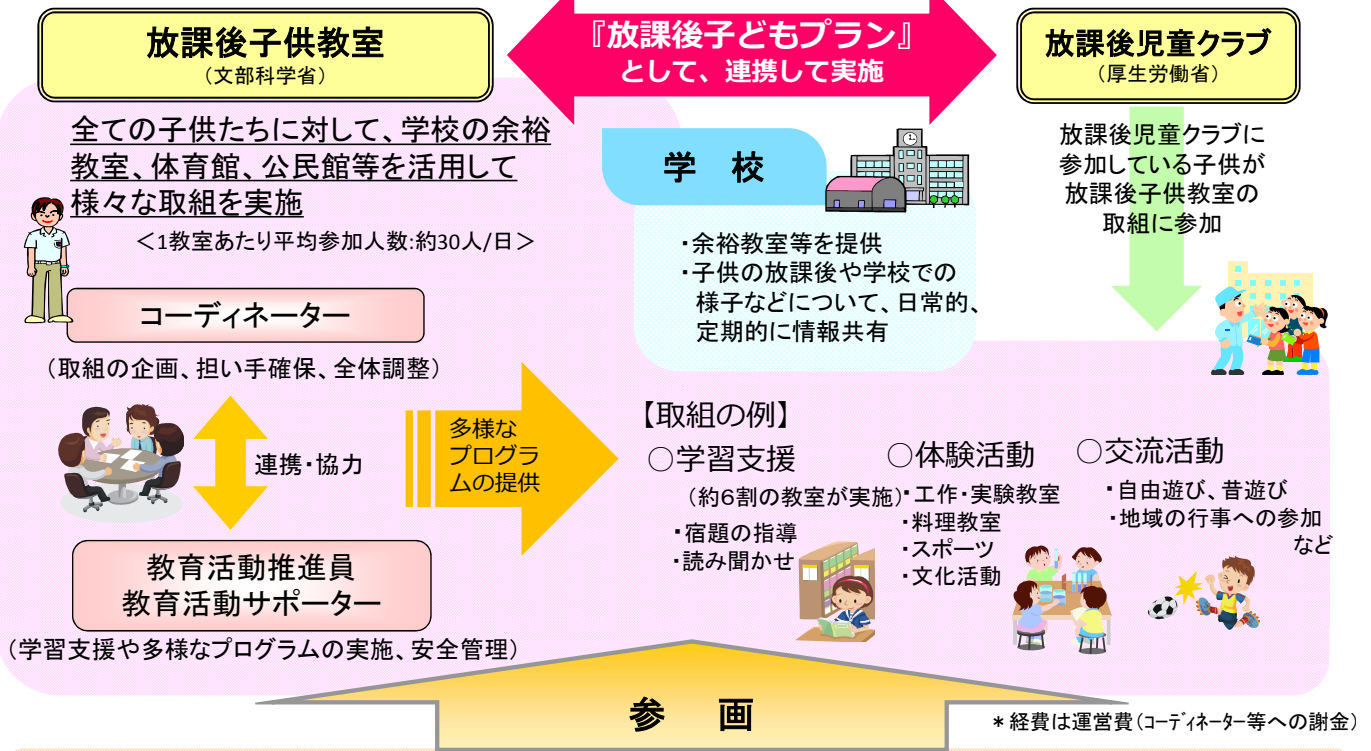 放課後子供教室
(文部科学省)
『放課後子どもプラン』
として、連携して実施
放課後児童クラブ
(厚生労働省)
全ての子供たちに対して、学校の余裕
教室、体育館、公民館等を活用して
様々な取組を実施
＜1教室あたり平均参加人数:約30人/日＞
コーディネーター
(取組の企画、担い手確保、全体調整)
連携・協力
教育活動推進員
教育活動サポーター
(学習支援や多様なプログラムの実施、安全管理)
多様な
プログラ
ムの提供
学 校
・余裕教室等を提供
・子供の放課後や学校での
様子などについて、日常的、
定期的に情報共有
放課後児童クラブに
参加している子供が
放課後子供教室の
取組に参加
【取組の例】
○学習支援
(約6割の教室が実施)
・宿題の指導
・読み聞かせ
○体験活動
・工作・実験教室
・料理教室
・スポーツ
・文化活動
○交流活動
・自由遊び、昔遊び
・地域の行事への参加
など
参 画
＊経費は運営費(コーディネーター等への謝金)